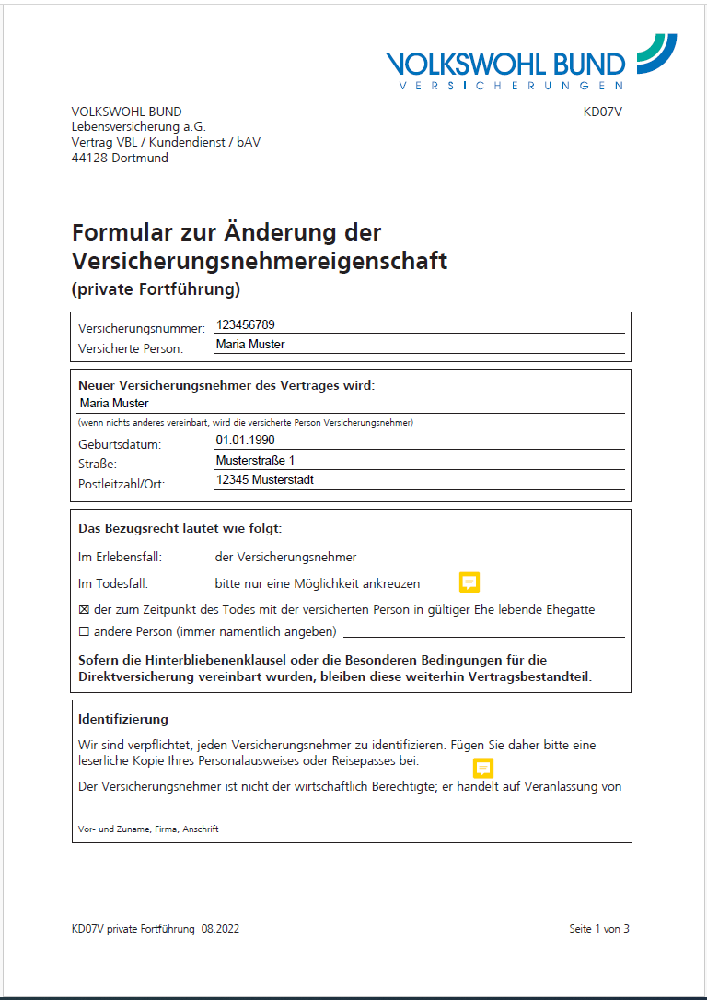 VOLKSWOHL BUND
VERSICHERUNGEN
VOLKSWOHL BUND
KD07V
Lebensversicherung a.G.
Vertrag VBL / Kundendienst / bAV
44128 Dortmund
Formular zur Änderung der
Versicherungsnehmereigenschaft
(private Fortführung)
Versicherungsnummer: 123456789
Versicherte Person: Maria Muster
Neuer Versicherungsnehmer des Vertrages wird:
Maria Muster
(wenn nichts anderes vereinbart, wird die versicherte Person Versicherungsnehmer)
Geburtsdatum: 01.01.1990
Straße: Musterstraße 1
Postleitzahl/Ort: 12345 Musterstadt
Das Bezugsrecht lautet wie folgt:
Im Erlebensfall: der Versicherungsnehmer
Im Todesfall: bitte nur eine Möglichkeit ankreuzen
☒ der zum Zeitpunkt des Todes mit der versicherten Person in gültiger Ehe lebende Ehegatte
☐ andere Person (immer namentlich angeben)
Sofern die Hinterbliebenenklausel oder die Besonderen Bedingungen für die
Direktversicherung vereinbart wurden, bleiben diese weiterhin Vertragsbestandteil.
Identifizierung
Wir sind verpflichtet, jeden Versicherungsnehmer zu identifizieren. Fügen Sie daher bitte eine
leserliche Kopie Ihres Personalausweises oder Reisepasses bei.
Der Versicherungsnehmer ist nicht der wirtschaftlich Berechtigte; er handelt auf Veranlassung von
Vor- und Zuname, Firma, Anschrift
KD07V private Fortführung 08.2022
Seite 1 von 3